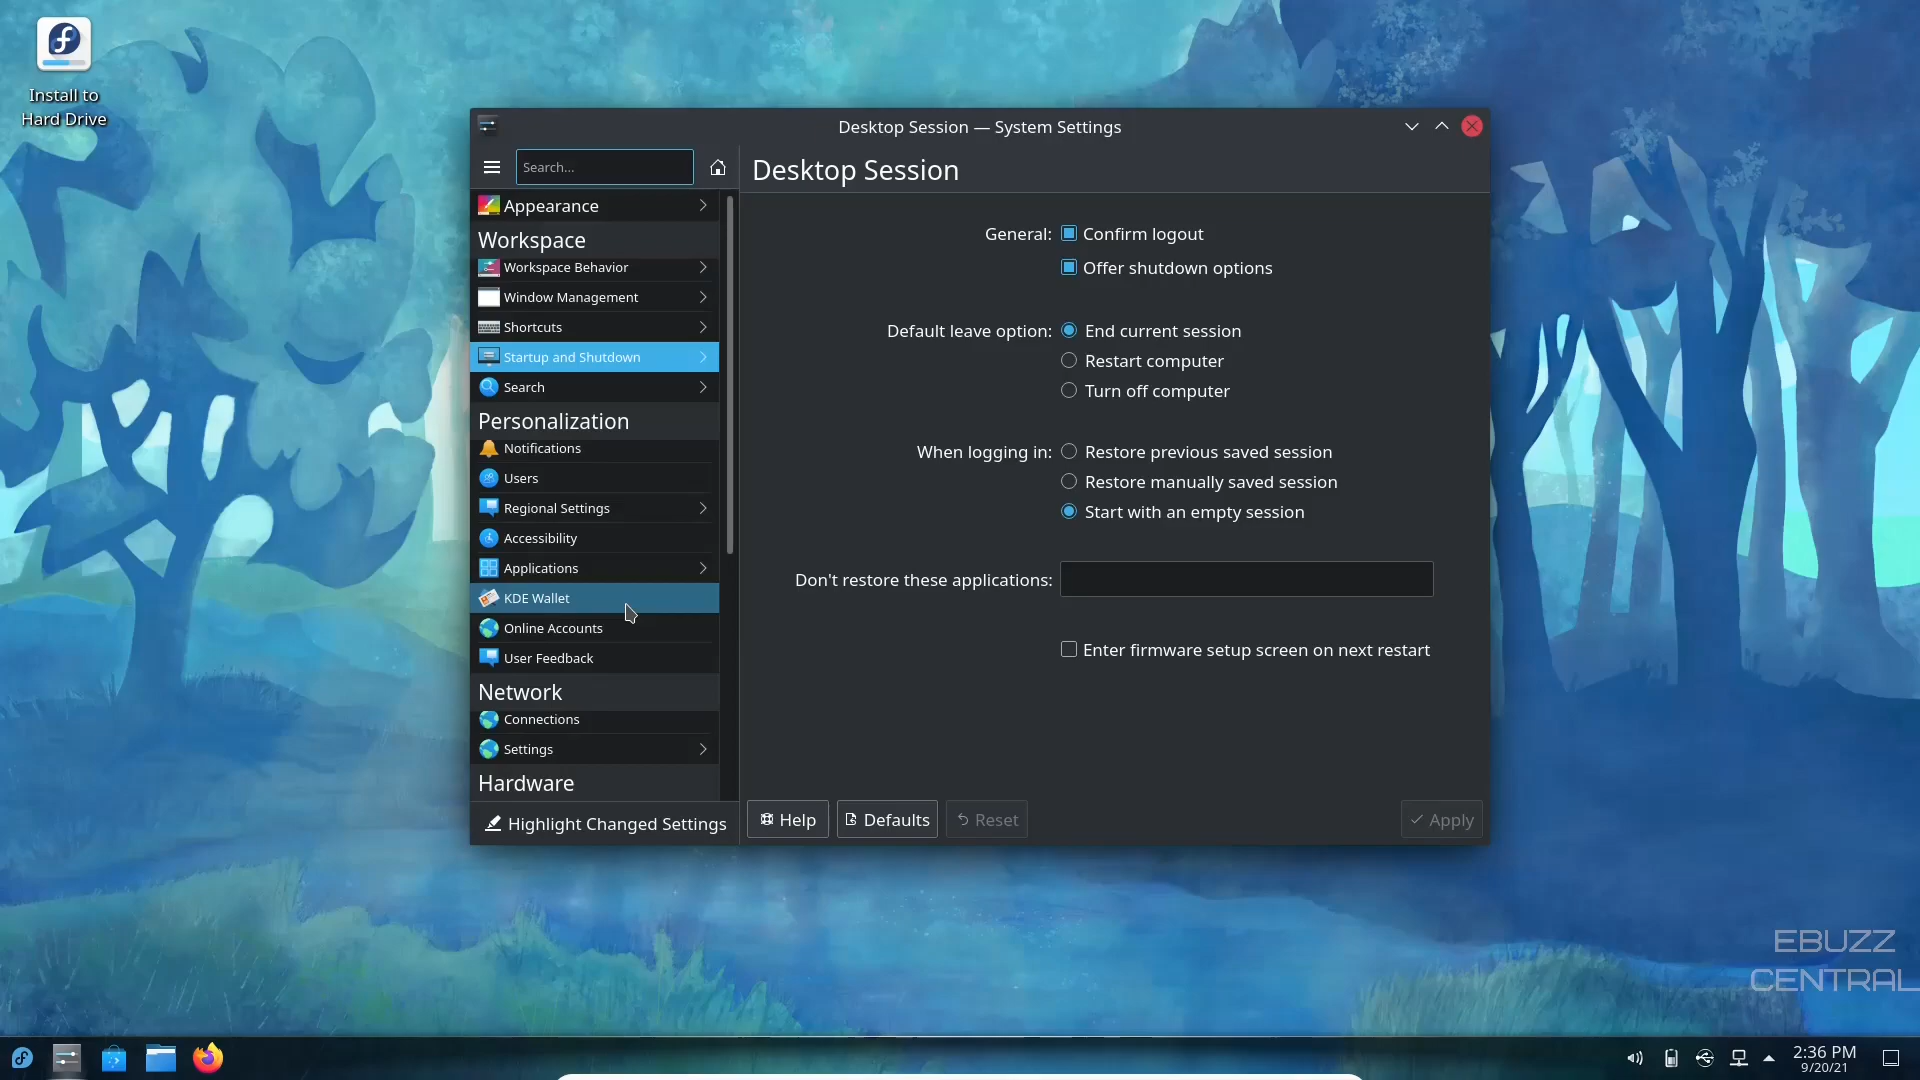 Install to
Hard Drive
Desktop Session — System Settings
Search...
Desktop Session
Appearance
Workspace
Workspace Behavior
Window Management
Shortcuts
Startup and Shutdown
Search
Personalization
Notifications
Users
Regional Settings
Accessibility
Applications
KDE Wallet
Online Accounts
User Feedback
Network
Connections
Settings
Hardware
Highlight Changed Settings
General: Confirm logout
Offer shutdown options
Default leave option: End current session
Restart computer
Turn off computer
When logging in: Restore previous saved session
Restore manually saved session
Start with an empty session
Don't restore these applications:
Enter firmware setup screen on next restart
Help Defaults Reset Apply
EBUZZ
CENTRAL
2:36 PM
9/20/21